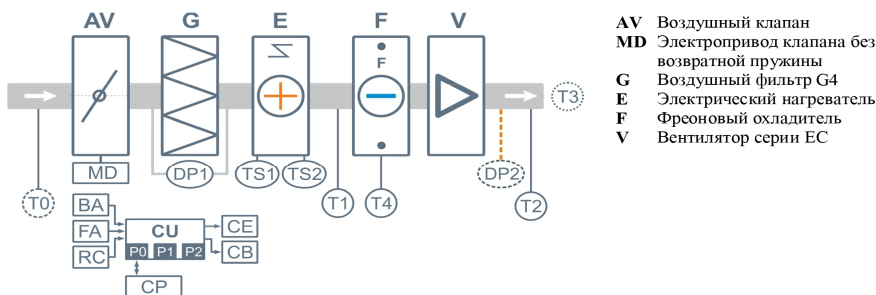 AV
G
E
F
V
F
T3
MD
DP1
TS1
TS2
T0
T1
T4
DP2
T2
BA
FA
RC
CU
P0
P1
P2
CE
CB
CP
AV Воздушный клапан
MD Электропривод клапана без
возвратной пружины
G Воздушный фильтр G4
E Электрический нагреватель
F Фреоновый охладитель
V Вентилятор серии EC